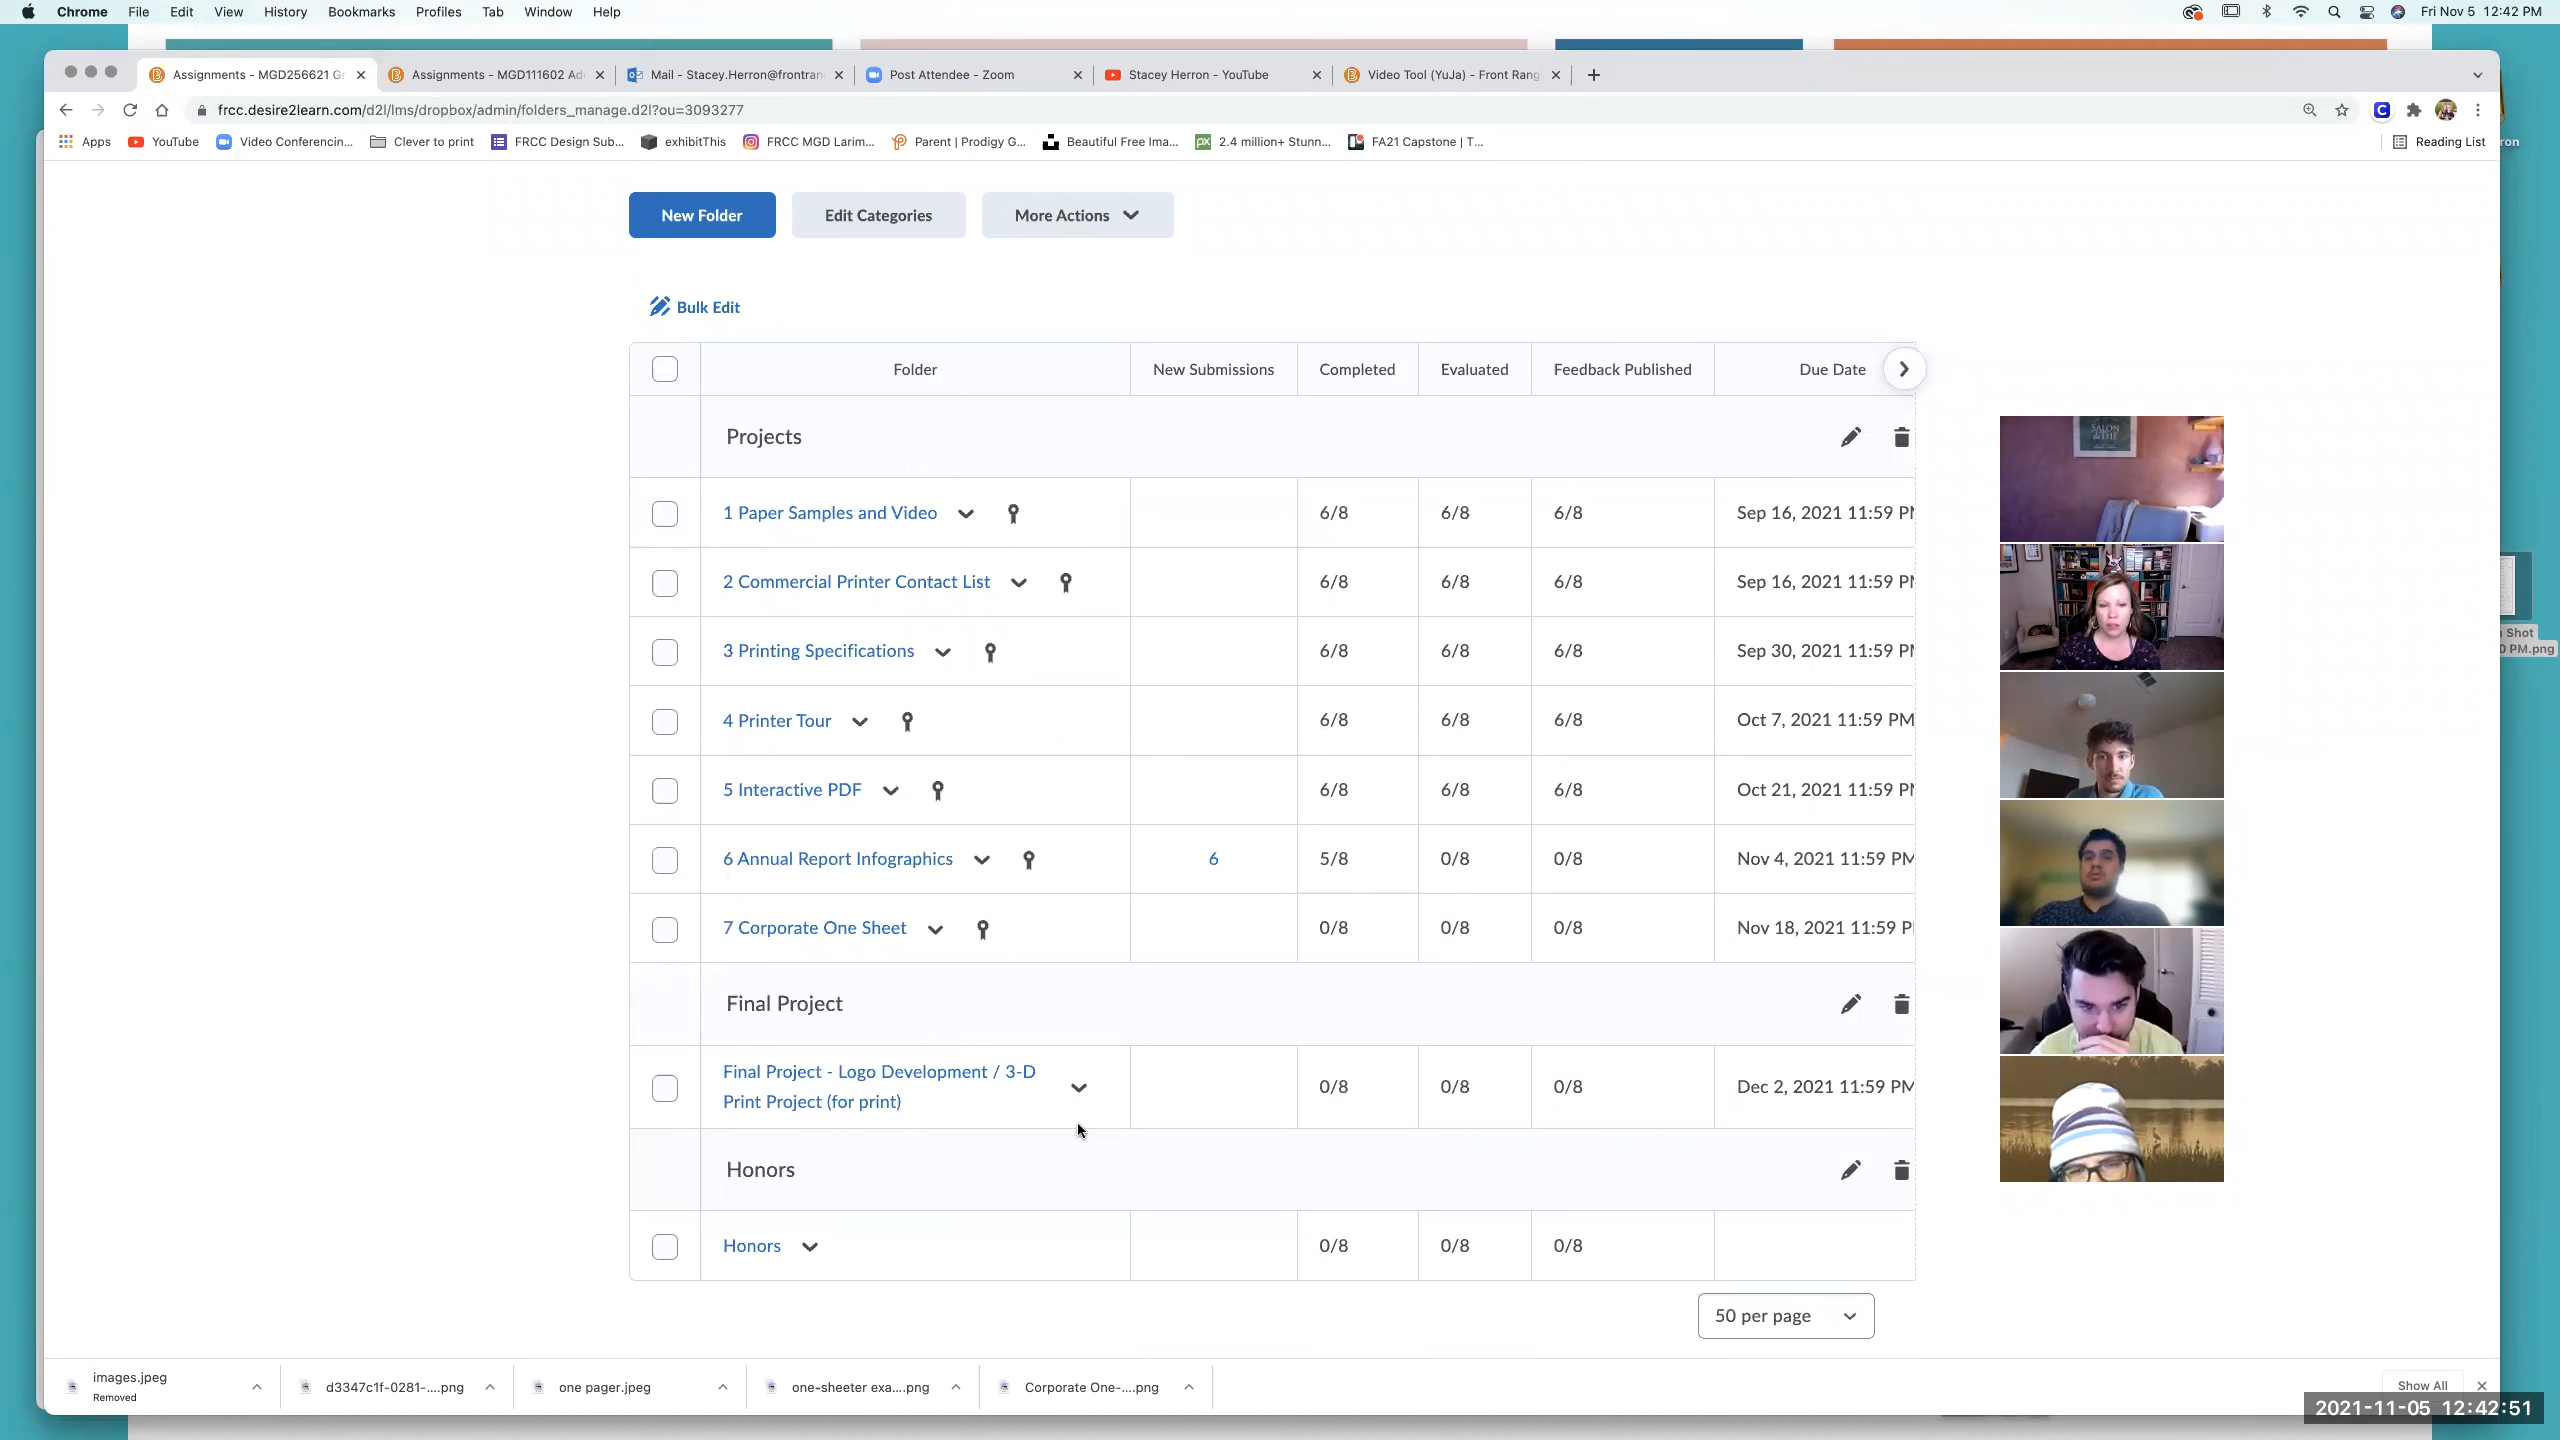 Chrome File Edit View History Bookmarks Profiles Tab Window Help Fri Nov 5 12:42 PM
Assignments - MGD256621 Gr Assignments - MGD111602 Ad Mail - Stacey.Herron@frontran Post Attendee - Zoom Stacey Herron - YouTube Video Tool (YuJa) - Front Rang
frcc.desire2learn.com/d2l/lms/dropbox/admin/folders_manage.d2l?ou=3093277
Apps YouTube Video Conferencin... Clever to print FRCC Design Sub... exhibitThis FRCC MGD Larim... Parent | Prodigy G... Beautiful Free Ima... 2.4 million+ Stunn... FA21 Capstone | T... Reading List
ron
New Folder Edit Categories More Actions
Bulk Edit
Folder New Submissions Completed Evaluated Feedback Published Due Date
Projects
SALON
THE
1 Paper Samples and Video 6/8 6/8 6/8 Sep 16, 2021 11:59 PM
2 Commercial Printer Contact List 6/8 6/8 6/8 Sep 16, 2021 11:59 PM
3 Printing Specifications 6/8 6/8 6/8 Sep 30, 2021 11:59 PM
Shot
0 PM.png
4 Printer Tour 6/8 6/8 6/8 Oct 7, 2021 11:59 PM
5 Interactive PDF 6/8 6/8 6/8 Oct 21, 2021 11:59 PM
6 Annual Report Infographics 6 5/8 0/8 0/8 Nov 4, 2021 11:59 PM
7 Corporate One Sheet 0/8 0/8 0/8 Nov 18, 2021 11:59 P
Final Project
Final Project - Logo Development / 3-D
Print Project (for print) 0/8 0/8 0/8 Dec 2, 2021 11:59 PM
Honors
Honors 0/8 0/8 0/8
50 per page
images.jpeg
Removed
d3347c1f-0281-....png one pager.jpeg one-sheeter exa....png Corporate One-....png Show All
2021-11-05 12:42:51